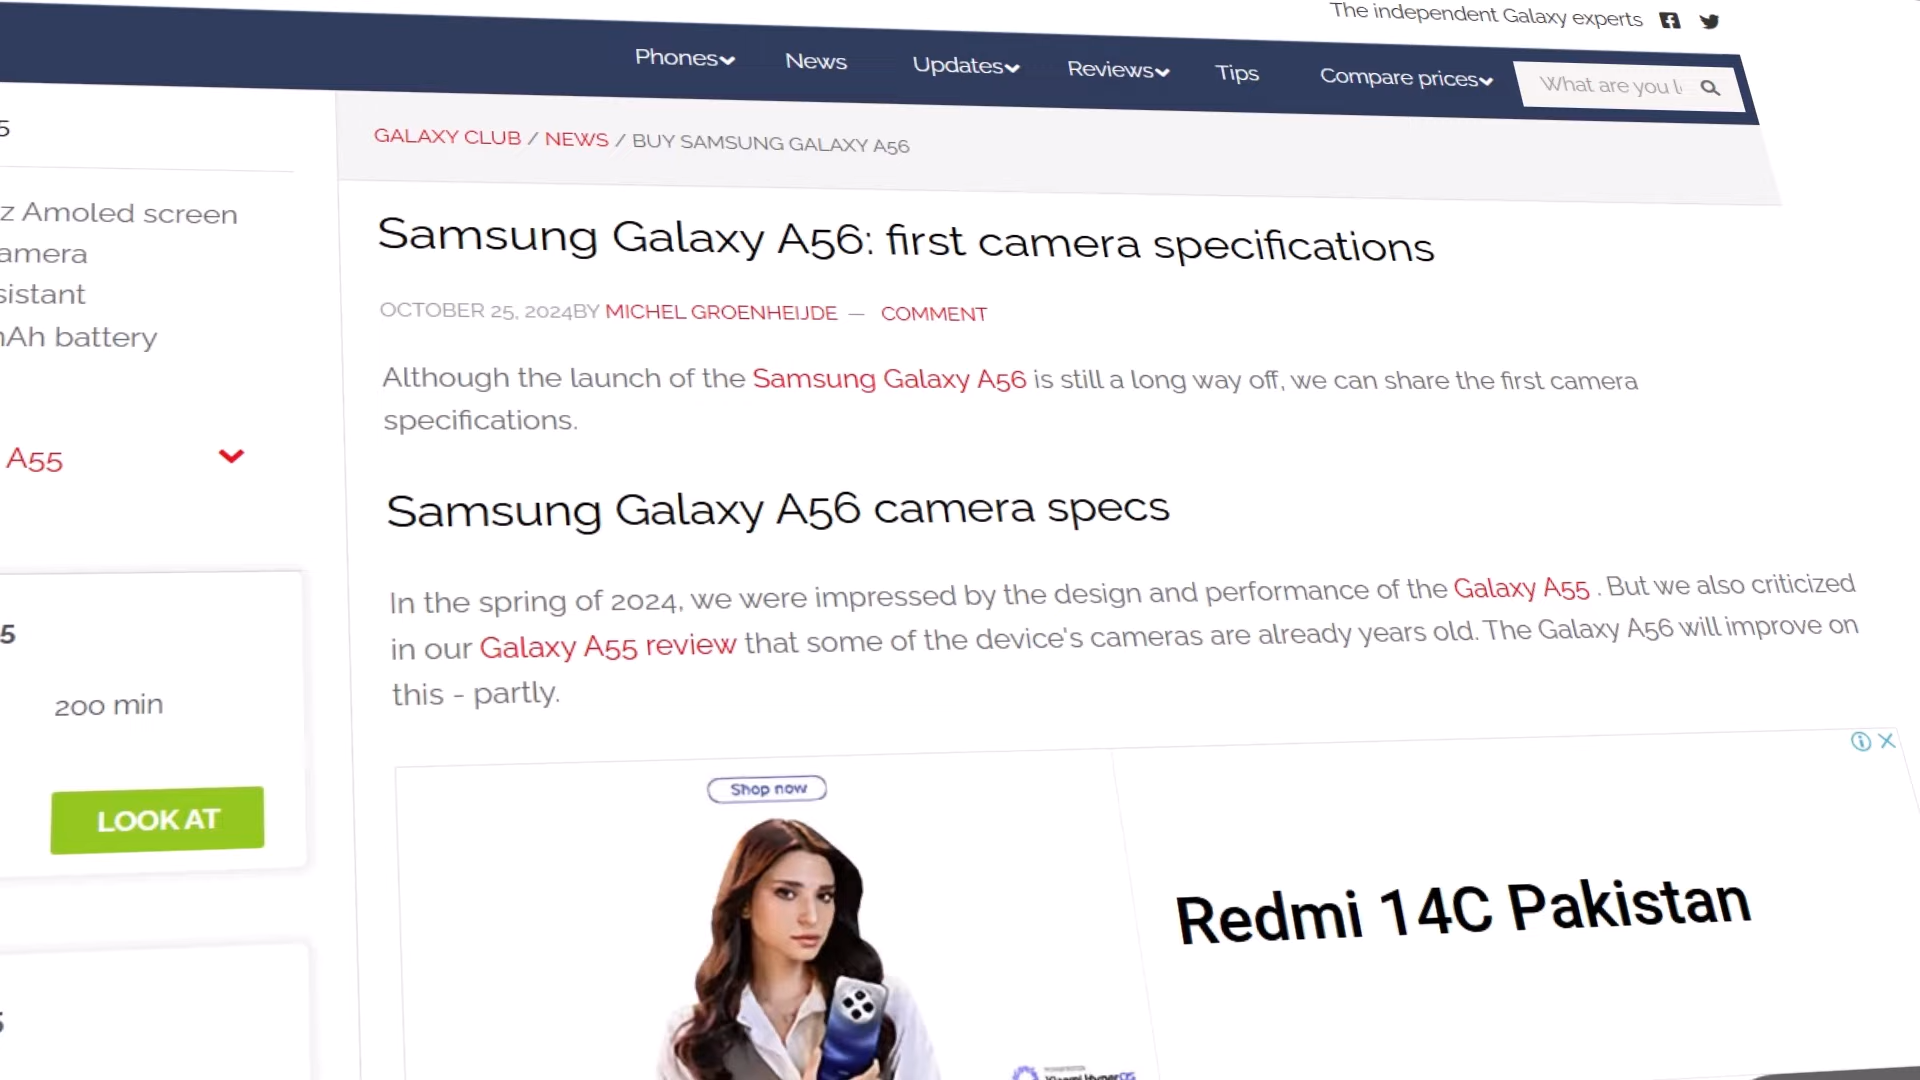 The independent Galaxy experts
Phones News Updates Reviews Tips Compare prices What are you l
5
GALAXY CLUB / NEWS / BUY SAMSUNG GALAXY A56
z Amoled screen
amera
sistant
mAh battery
A55
5
200 min
LOOK AT
5
Samsung Galaxy A56: first camera specifications
OCTOBER 25, 2024BY MICHEL GROENHEIJDE — COMMENT
Although the launch of the Samsung Galaxy A56 is still a long way off, we can share the first camera
specifications.
Samsung Galaxy A56 camera specs
In the spring of 2024, we were impressed by the design and performance of the Galaxy A55 . But we also criticized
in our Galaxy A55 review that some of the device's cameras are already years old. The Galaxy A56 will improve on
this - partly.
Shop now
Redmi 14C Pakistan